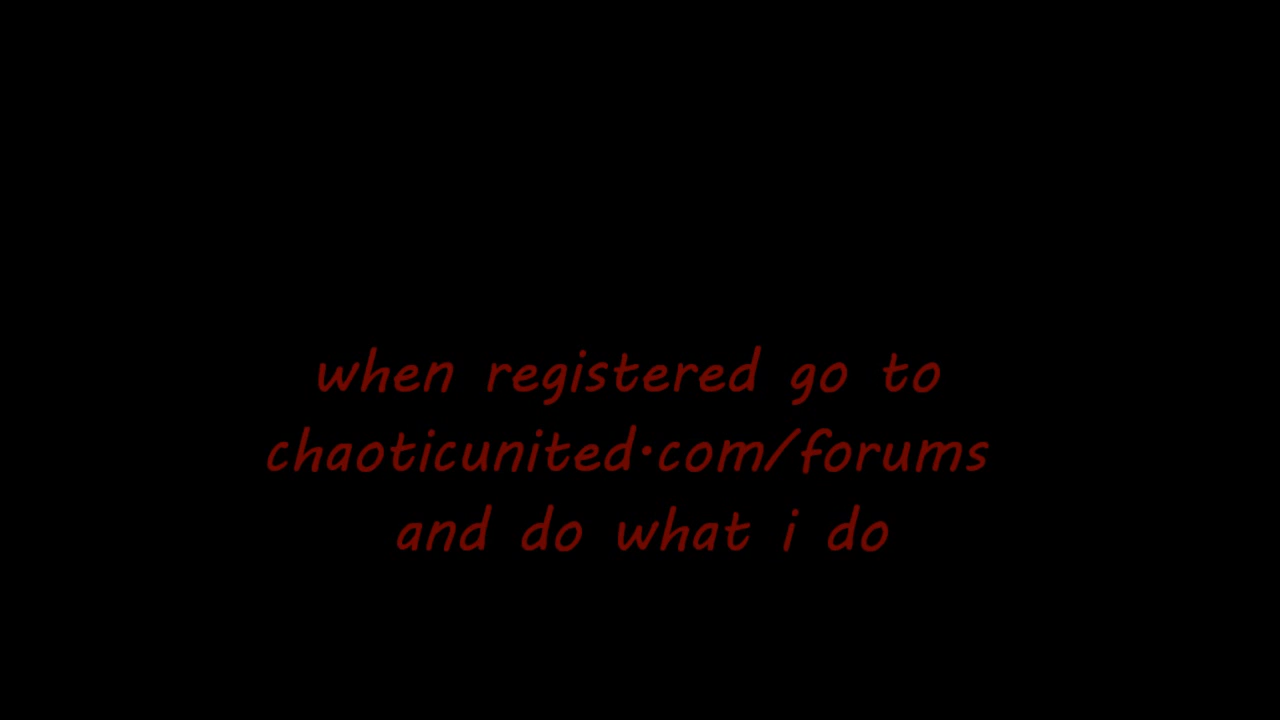 when registered go to
chaoticunited.com/forums
and do what i do